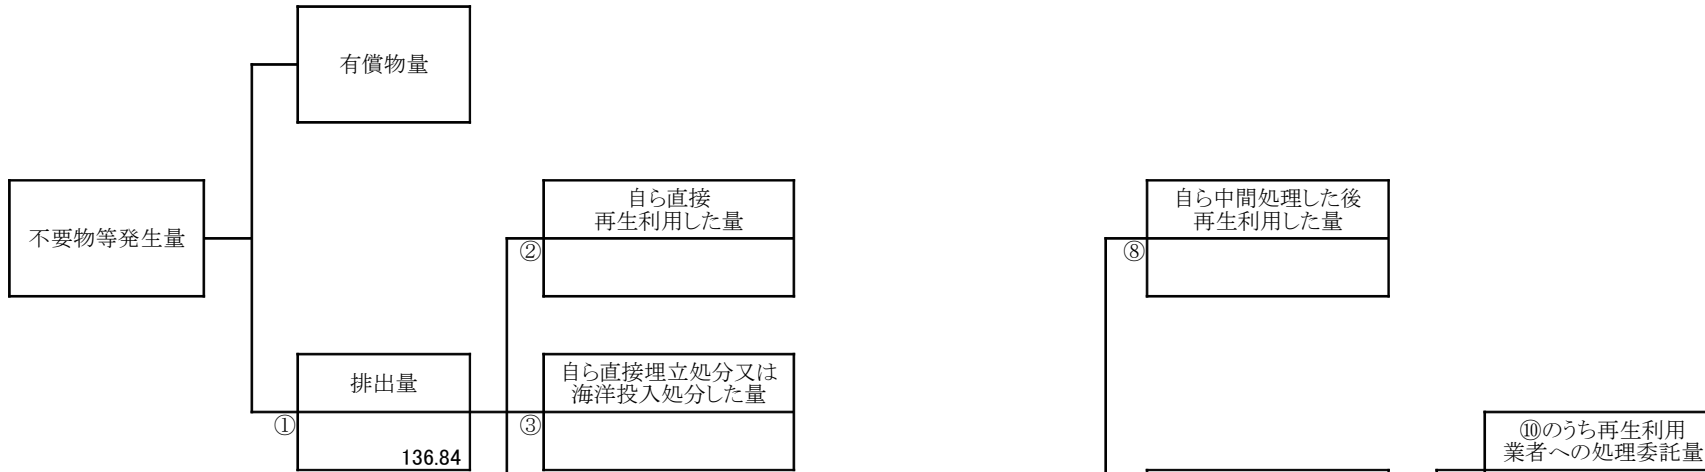 有償物量
不要物等発生量
自ら直接
再生利用した量
②
自ら中間処理した後
再生利用した量
⑧
排出量
①
136.84
自ら直接埋立処分又は
海洋投入処分した量
③
⑩のうち再生利用
業者への処理委託量